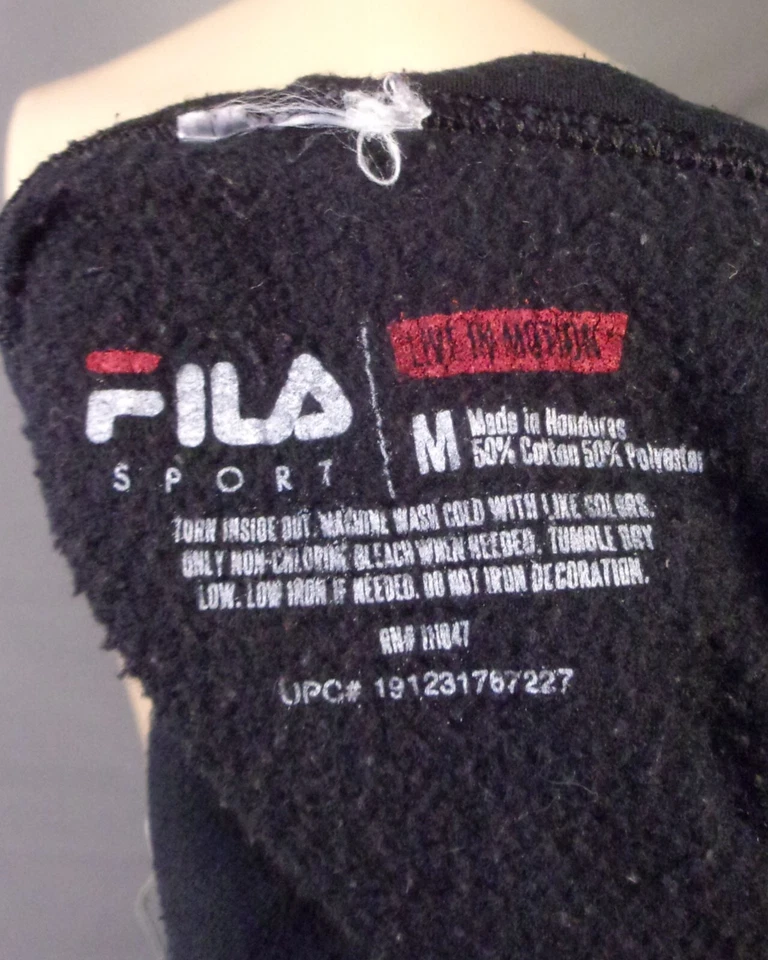 FILA
SPORT
LIVE IN MOTION
M
Made in Honduras
50% Cotton 50% Polyester
TURN INSIDE OUT. MACHINE WASH COLD WITH LIKE COLORS.
ONLY NON-CHLORINE BLEACH WHEN NEEDED. TUMBLE DRY
LOW. LOW IRON IF NEEDED. DO NOT IRON DECORATION.
RN# 111047
UPC# 191231767227